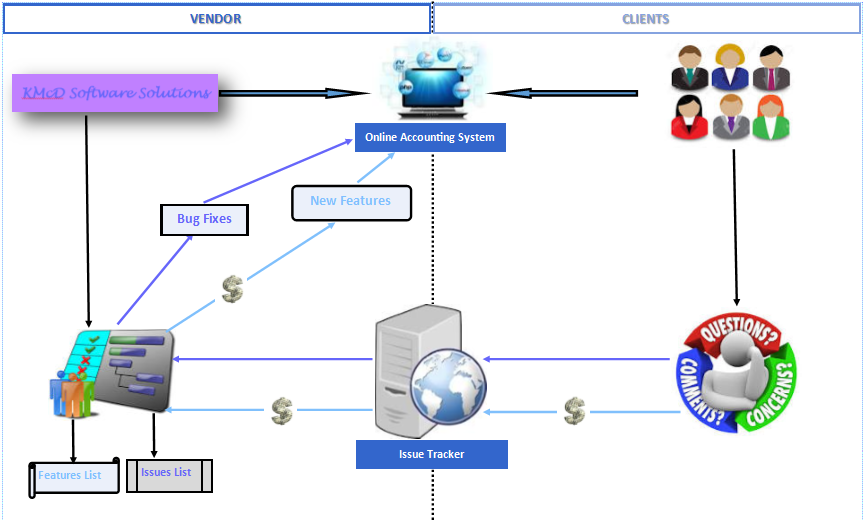 VENDOR
CLIENTS
KMcD Software Solutions
php
Online Accounting System
New Features
Bug Fixes
$
QUESTIONS?
COMMENTS?
CONCERNS?
$
$
Issue Tracker
Features List
Issues List